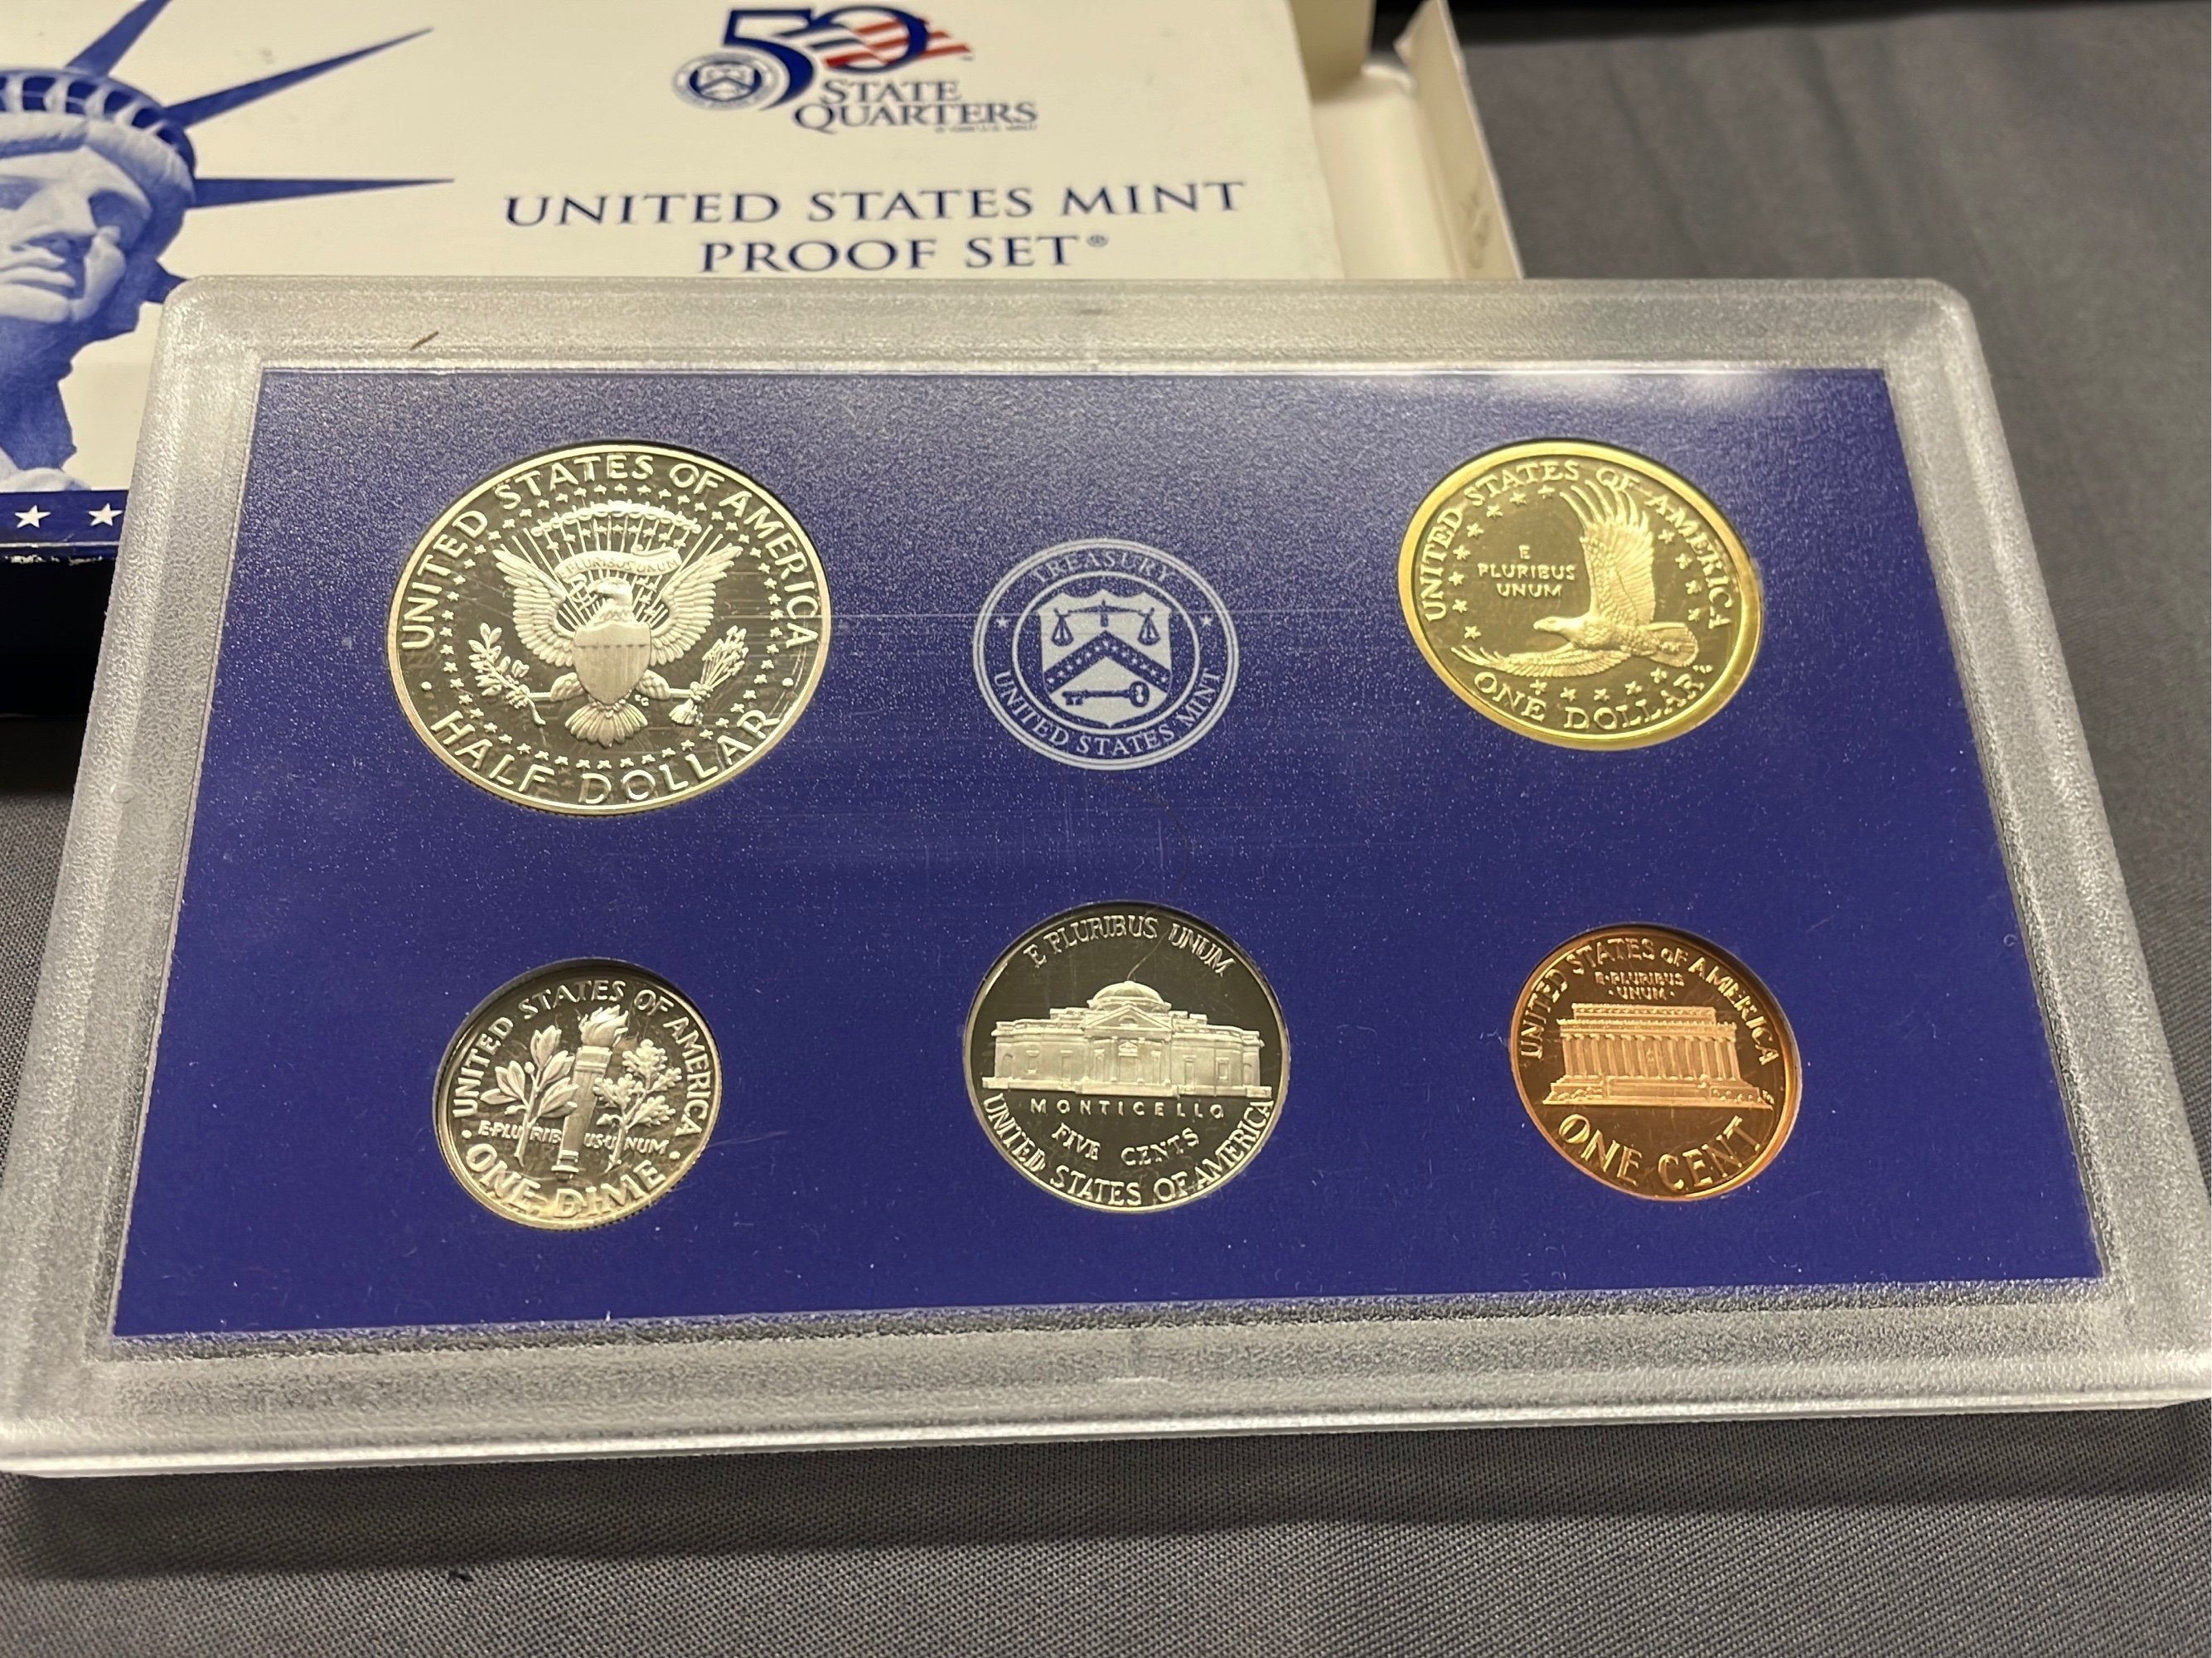 50
STATE
QUARTERS
UNITED STATES MINT
PROOF SET®
UNITED STATES OF AMERICA
PLURIBUS UNUM
HALF DOLLAR
TREASURY
UNITED STATES MINT
UNITED STATES OF AMERICA
E
PLURIBUS
UNUM
ONE DOLLAR
UNITED STATES OF AMERICA
E·PLURIBUS·UNUM
ONE DIME
E PLURIBUS UNUM
MONTICELLO
FIVE CENTS
UNITED STATES OF AMERICA
UNITED STATES OF AMERICA
E·PLURIBUS
·UNUM·
ONE CENT